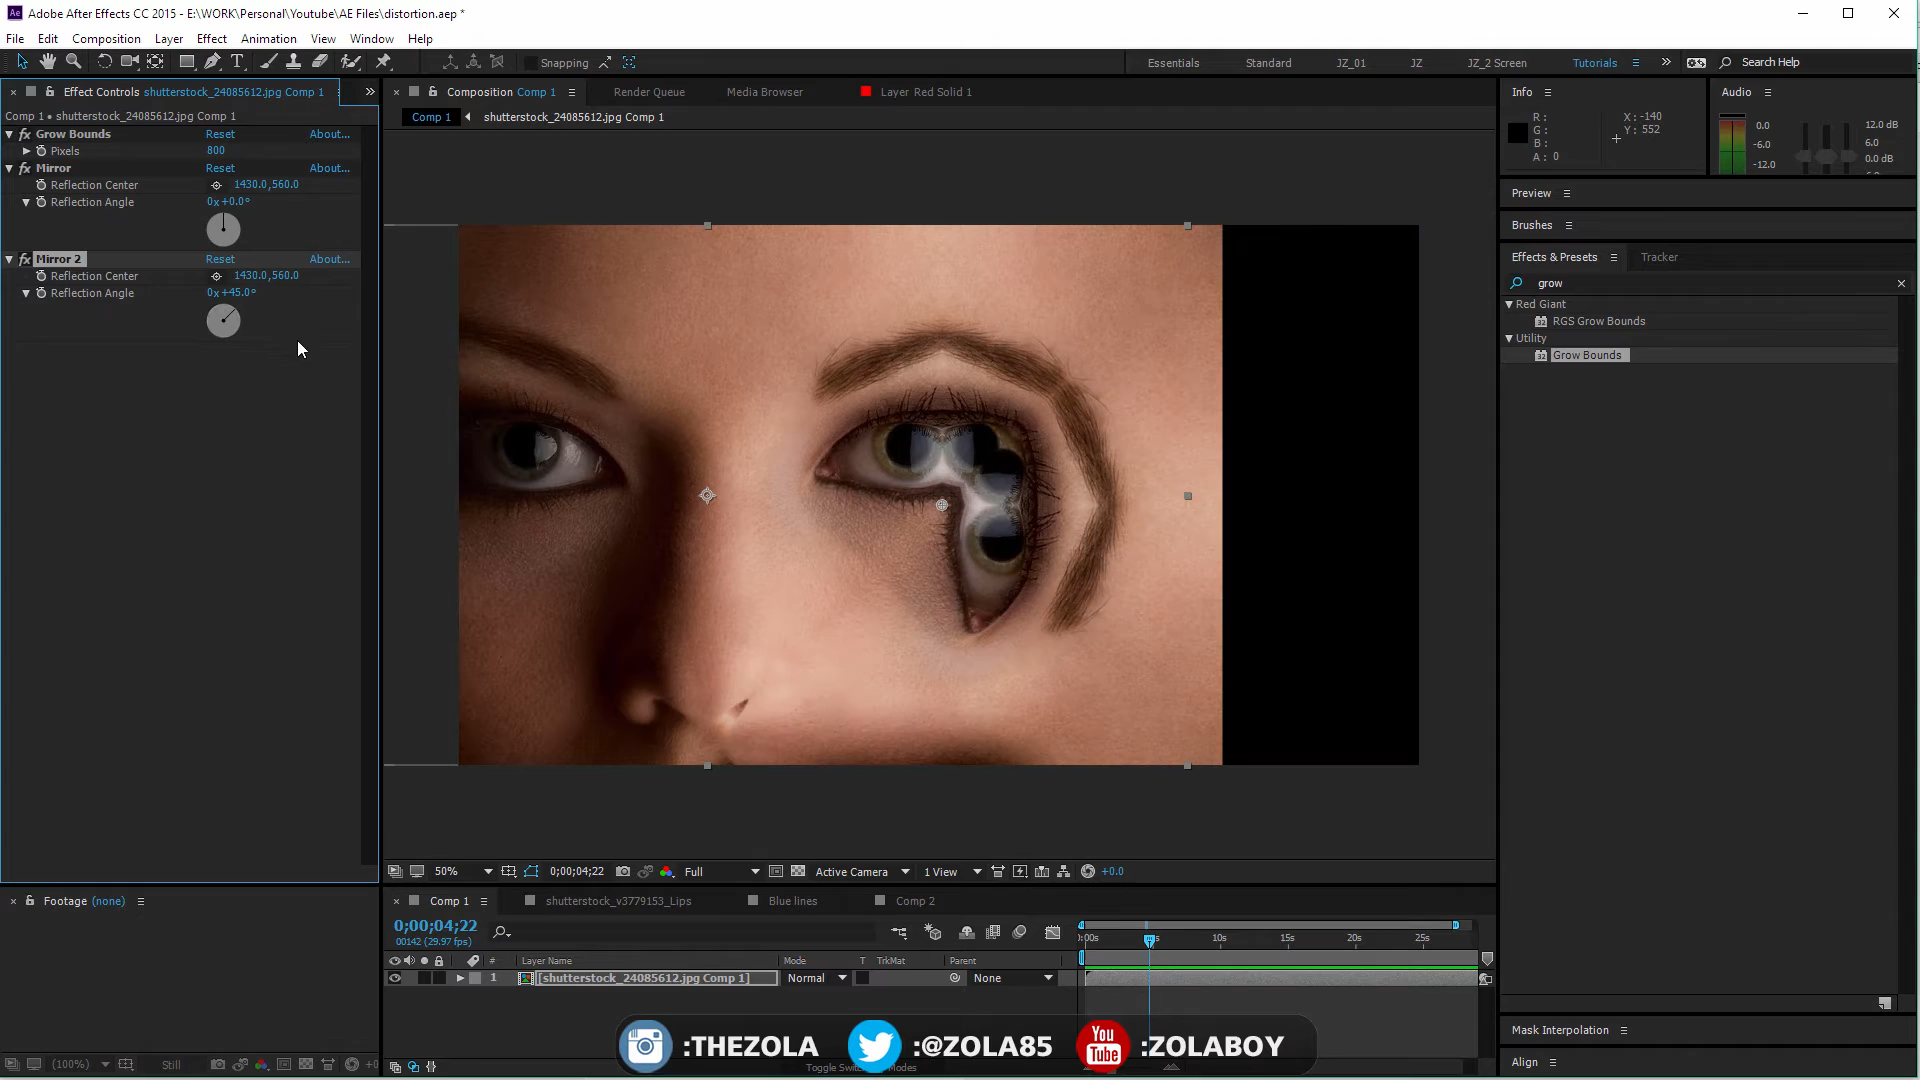 Adobe After Effects CC 2015 - E:\WORK\Personal\Youtube\AE Files\distortion.aep *
File Edit Composition Layer Effect Animation View Window Help
Snapping
Essentials Standard JZ_01 JZ JZ_2 Screen Tutorials Search Help
Effect Controls shutterstock_24085612.jpg Comp 1
Comp 1 • shutterstock_24085612.jpg Comp 1
fx Grow Bounds Reset About...
Pixels 800
fx Mirror Reset About...
Reflection Center 1430.0,560.0
Reflection Angle 0x+0.0°
fx Mirror 2 Reset About...
Reflection Center 1430.0,560.0
Reflection Angle 0x+45.0°
Composition Comp 1 Render Queue Media Browser Layer Red Solid 1
Comp 1 shutterstock_24085612.jpg Comp 1
50% 0;00;04;22 Full Active Camera 1 View +0.0
Info
R:
G:
B:
A: 0
X: -140
Y: 552
Audio
0.0
-6.0
-12.0
12.0 dB
6.0
0.0 dB
Preview
Brushes
Effects & Presets Tracker
grow
Red Giant
32 RGS Grow Bounds
Utility
32 Grow Bounds
Mask Interpolation
Align
Footage (none)
(100%) Still +0
Comp 1 shutterstock_v3779153_Lips Blue lines Comp 2
0;00;04;22
00142 (29.97 fps)
# Layer Name Mode T TrkMat Parent
1 [shutterstock_24085612.jpg Comp 1] Normal None
):00s 5s 10s 15s 20s 25s
:THEZOLA :@ZOLA85 You Tube :ZOLABOY